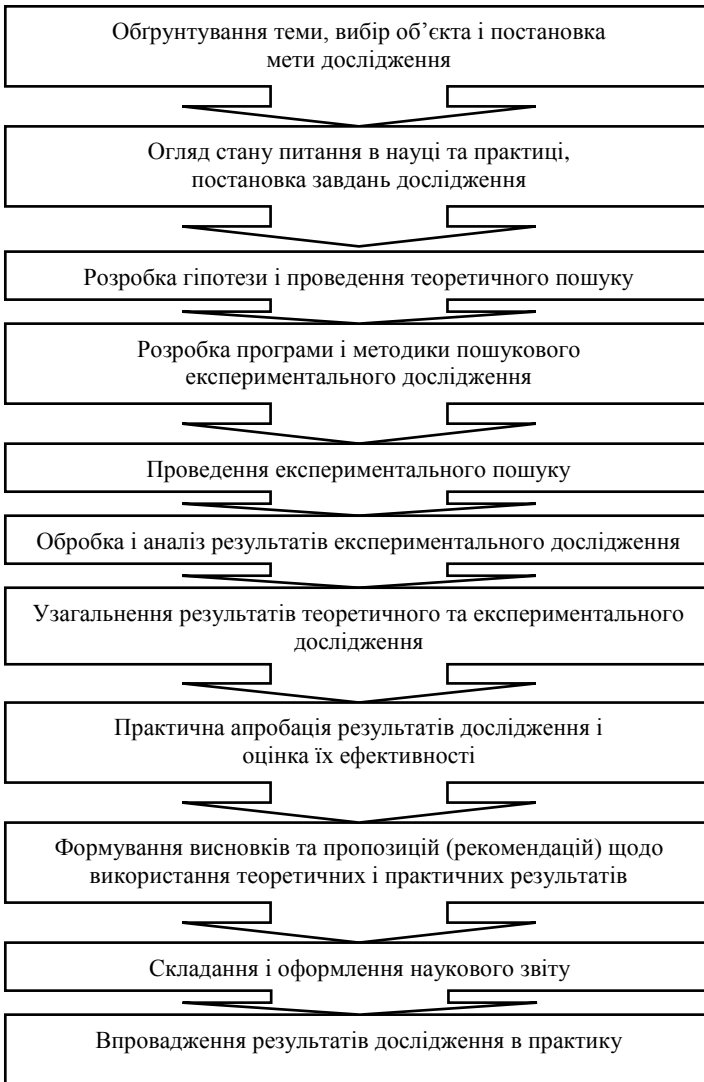 Обґрунтування теми, вибір об’єкта і постановка
мети дослідження
Огляд стану питання в науці та практиці,
постановка завдань дослідження
Розробка гіпотези і проведення теоретичного пошуку
Розробка програми і методики пошукового
експериментального дослідження
Проведення експериментального пошуку
Обробка і аналіз результатів експериментального дослідження
Узагальнення результатів теоретичного та експериментального
дослідження
Практична апробація результатів дослідження і
оцінка їх ефективності
Формування висновків та пропозицій (рекомендацій) щодо
використання теоретичних і практичних результатів
Складання і оформлення наукового звіту
Впровадження результатів дослідження в практику